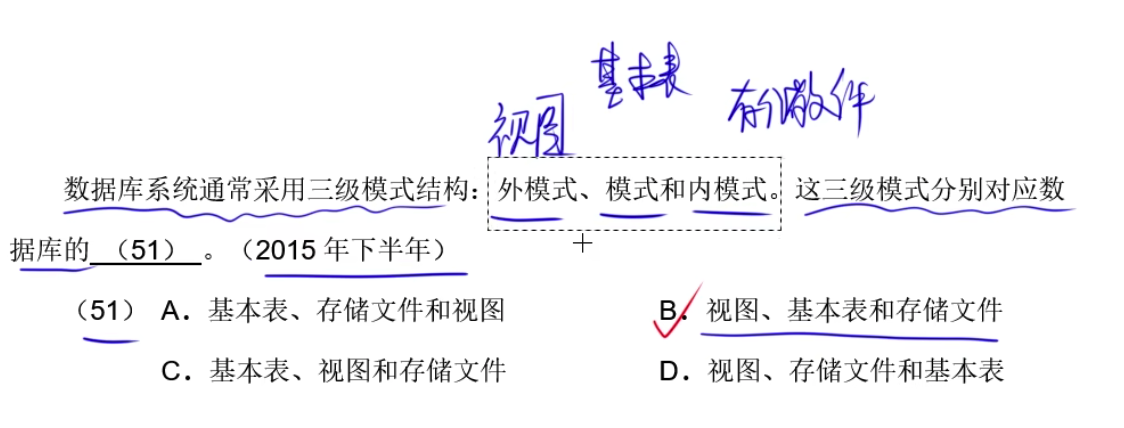 基本表
视图
文件
数据库系统通常采用三级模式结构：外模式、模式和内模式。这三级模式分别对应数
据库的 （51） 。（2015 年下半年）
（51） A．基本表、存储文件和视图 B．视图、基本表和存储文件
C．基本表、视图和存储文件 D．视图、存储文件和基本表